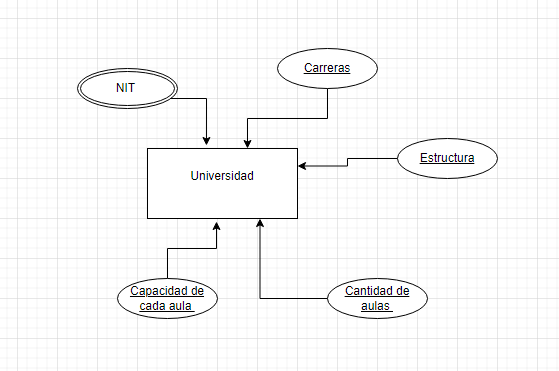 Carreras
NIT
Estructura
Universidad
Capacidad de
cada aula
Cantidad de
aulas